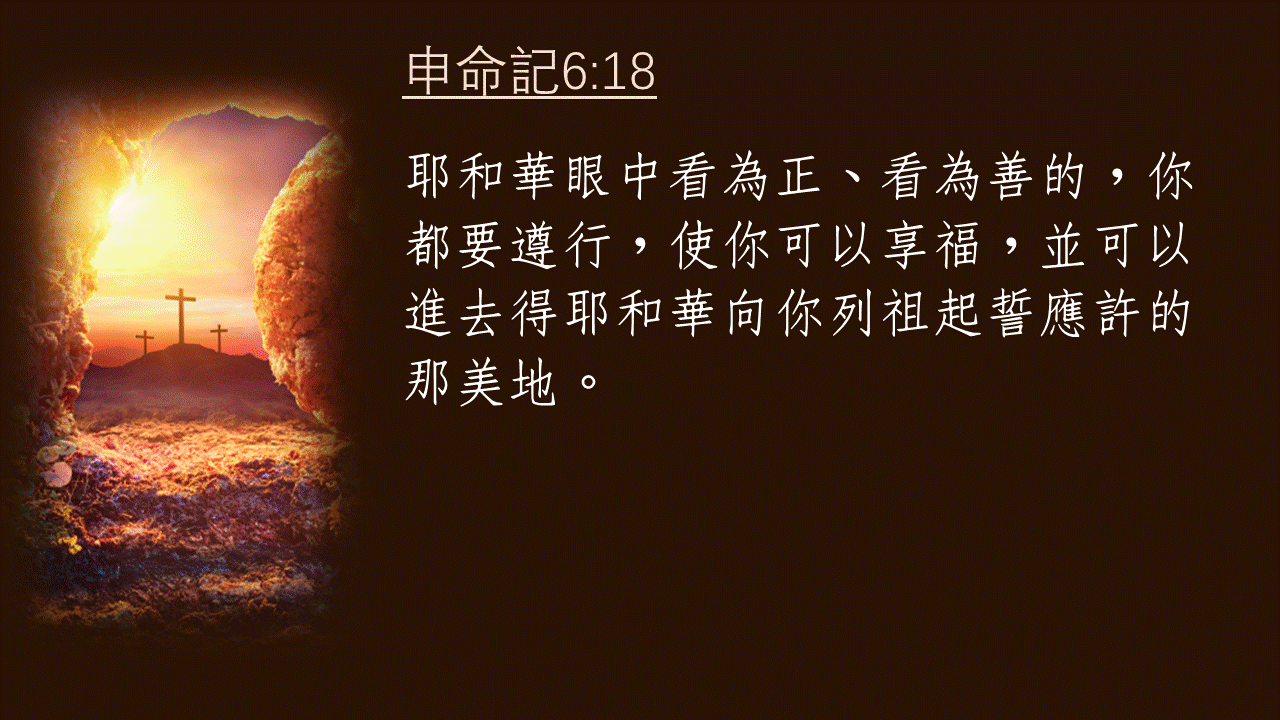 申命記6:18
耶和華眼中看為正、看為善的，你
都要遵行，使你可以享福，並可以
進去得耶和華向你列祖起誓應許的
那美地。